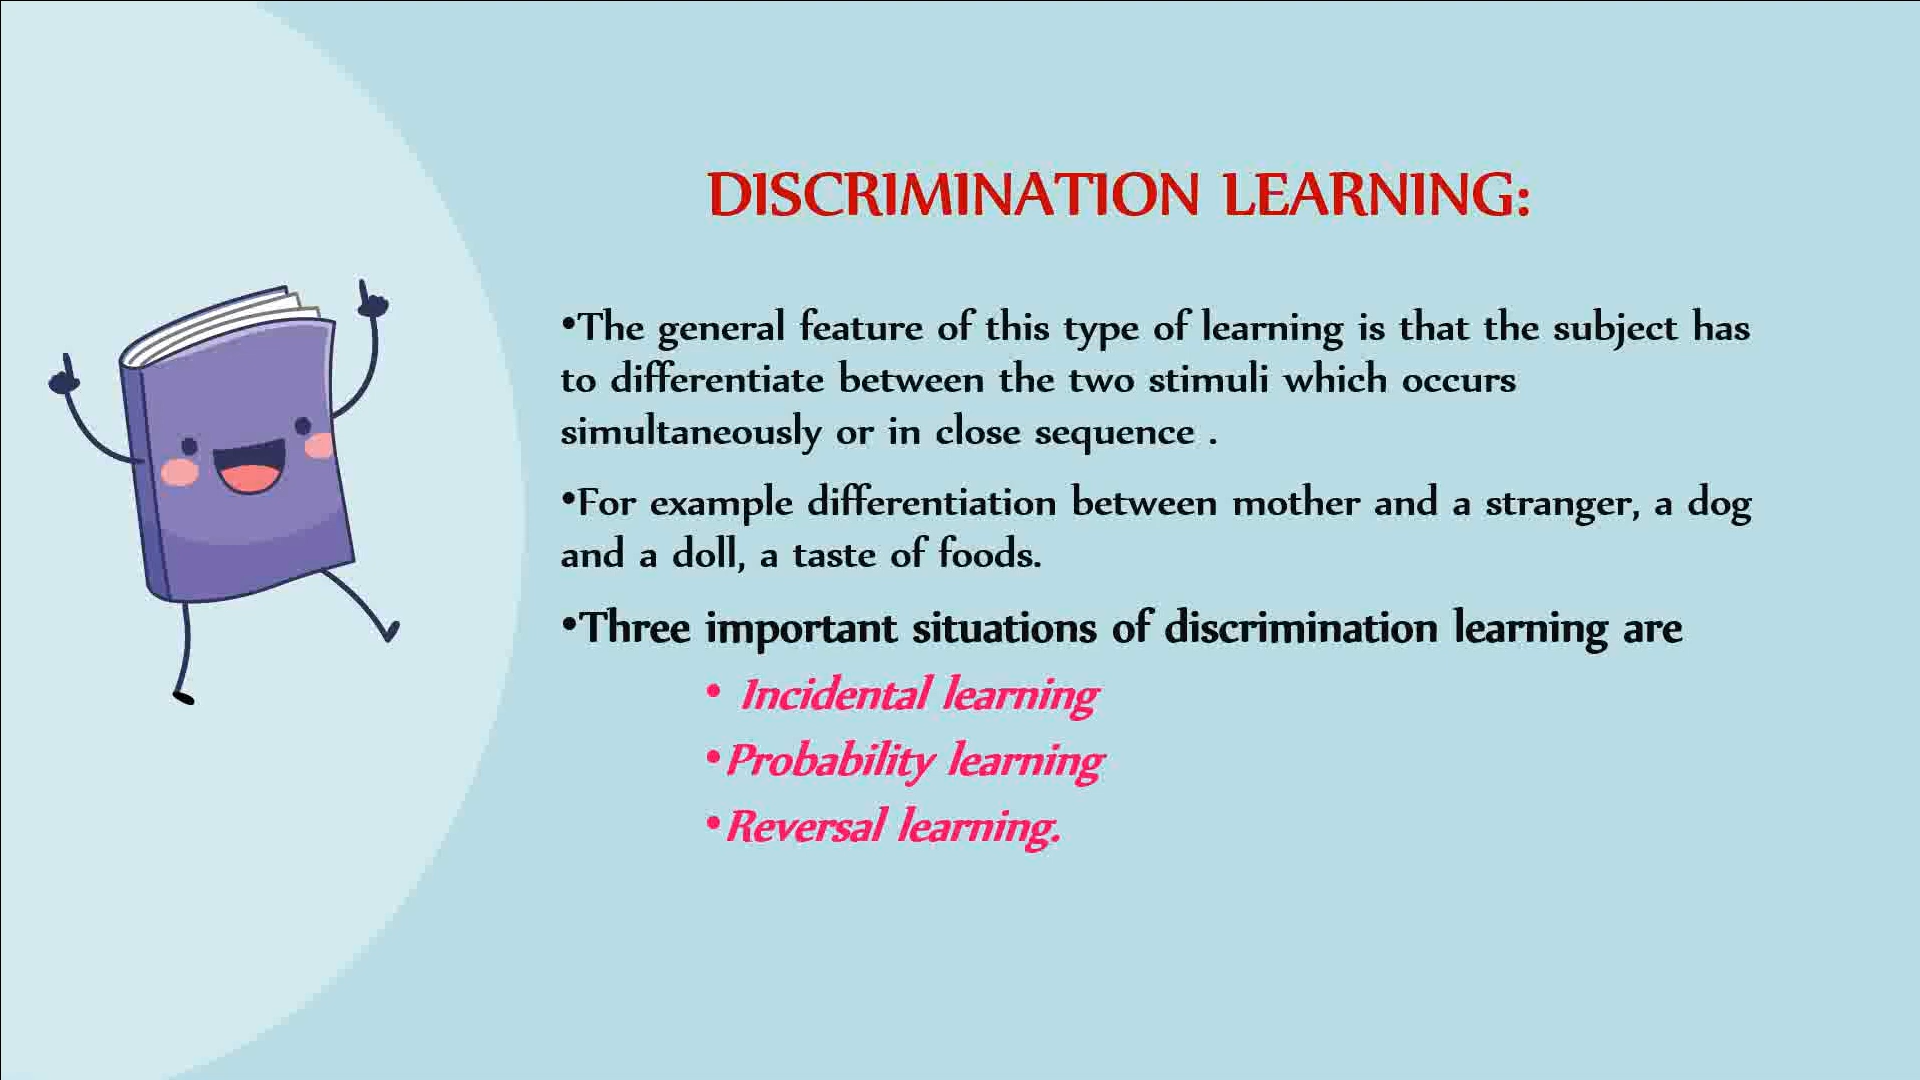 DISCRIMINATION LEARNING:
•The general feature of this type of learning is that the subject has
to differentiate between the two stimuli which occurs
simultaneously or in close sequence .
•For example differentiation between mother and a stranger, a dog
and a doll, a taste of foods.
•Three important situations of discrimination learning are
• Incidental learning
•Probability learning
•Reversal learning.